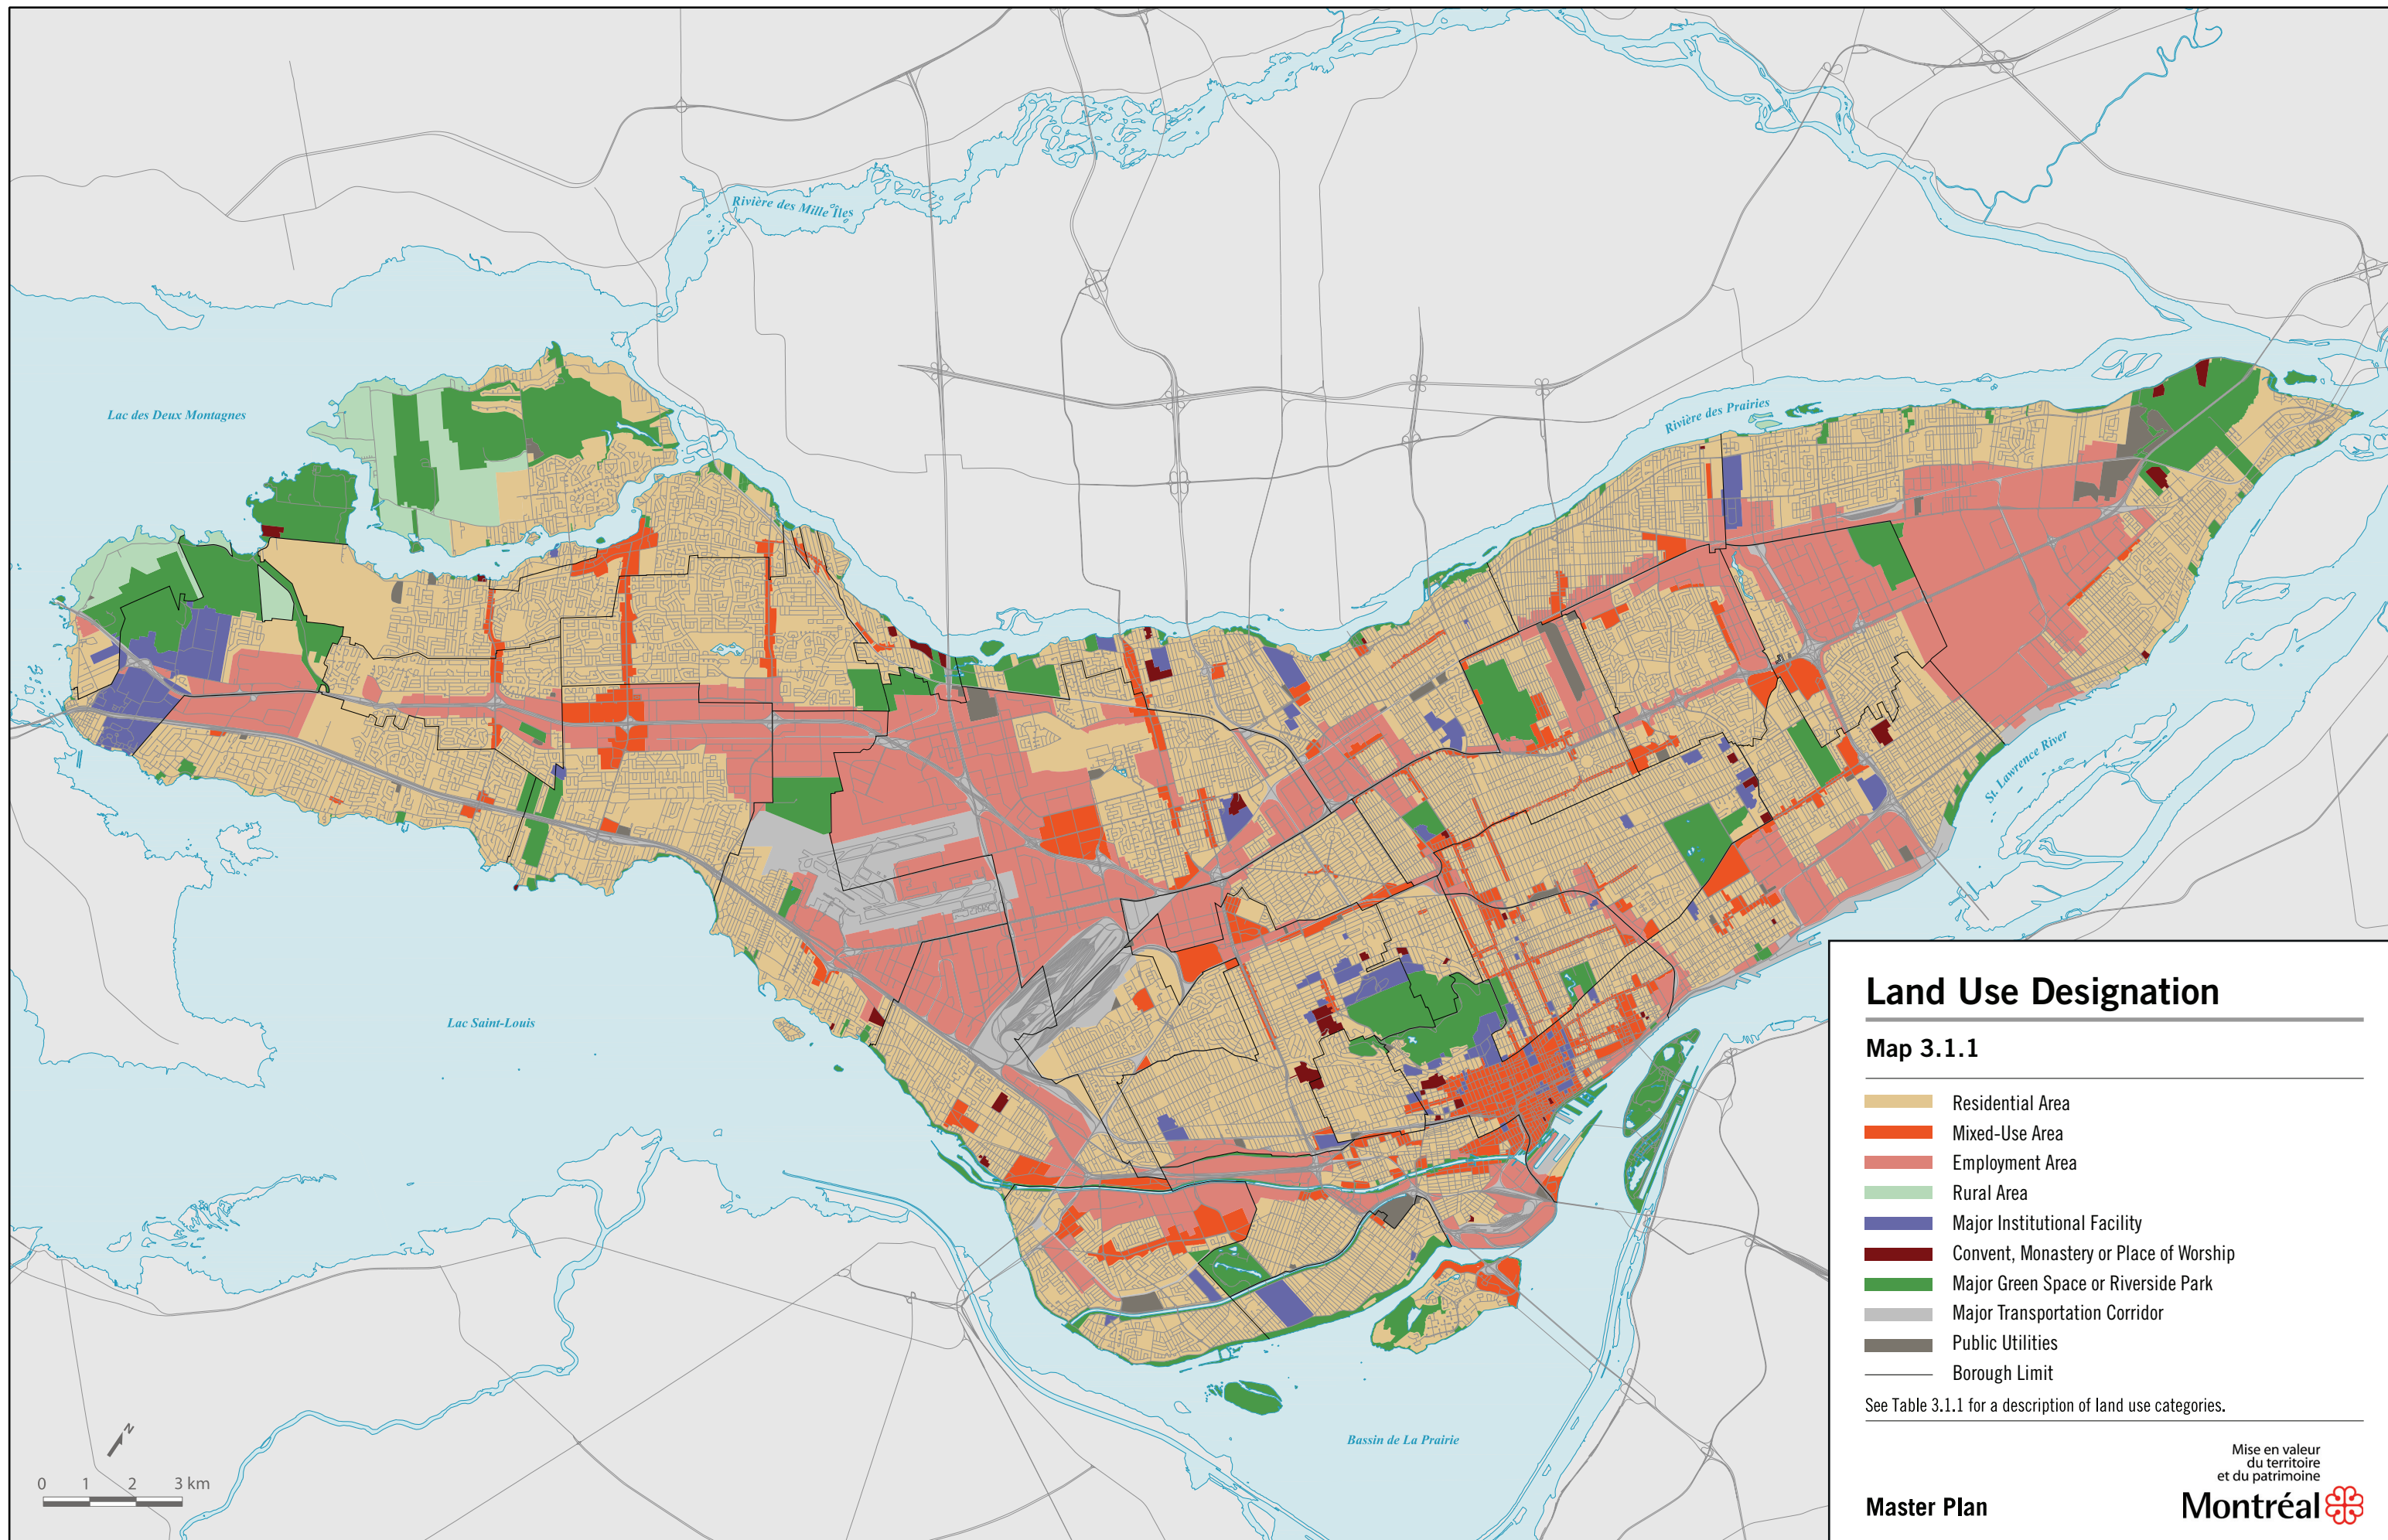 Rivière des Mille Îles
Lac des Deux Montagnes
Rivière des Prairies
St. Lawrence River
Lac Saint-Louis
Bassin de La Prairie
N
0 1 2 3 km
Land Use Designation
Map 3.1.1
Residential Area
Mixed-Use Area
Employment Area
Rural Area
Major Institutional Facility
Convent, Monastery or Place of Worship
Major Green Space or Riverside Park
Major Transportation Corridor
Public Utilities
Borough Limit
See Table 3.1.1 for a description of land use categories.
Mise en valeur
du territoire
et du patrimoine
Master Plan
Montréal